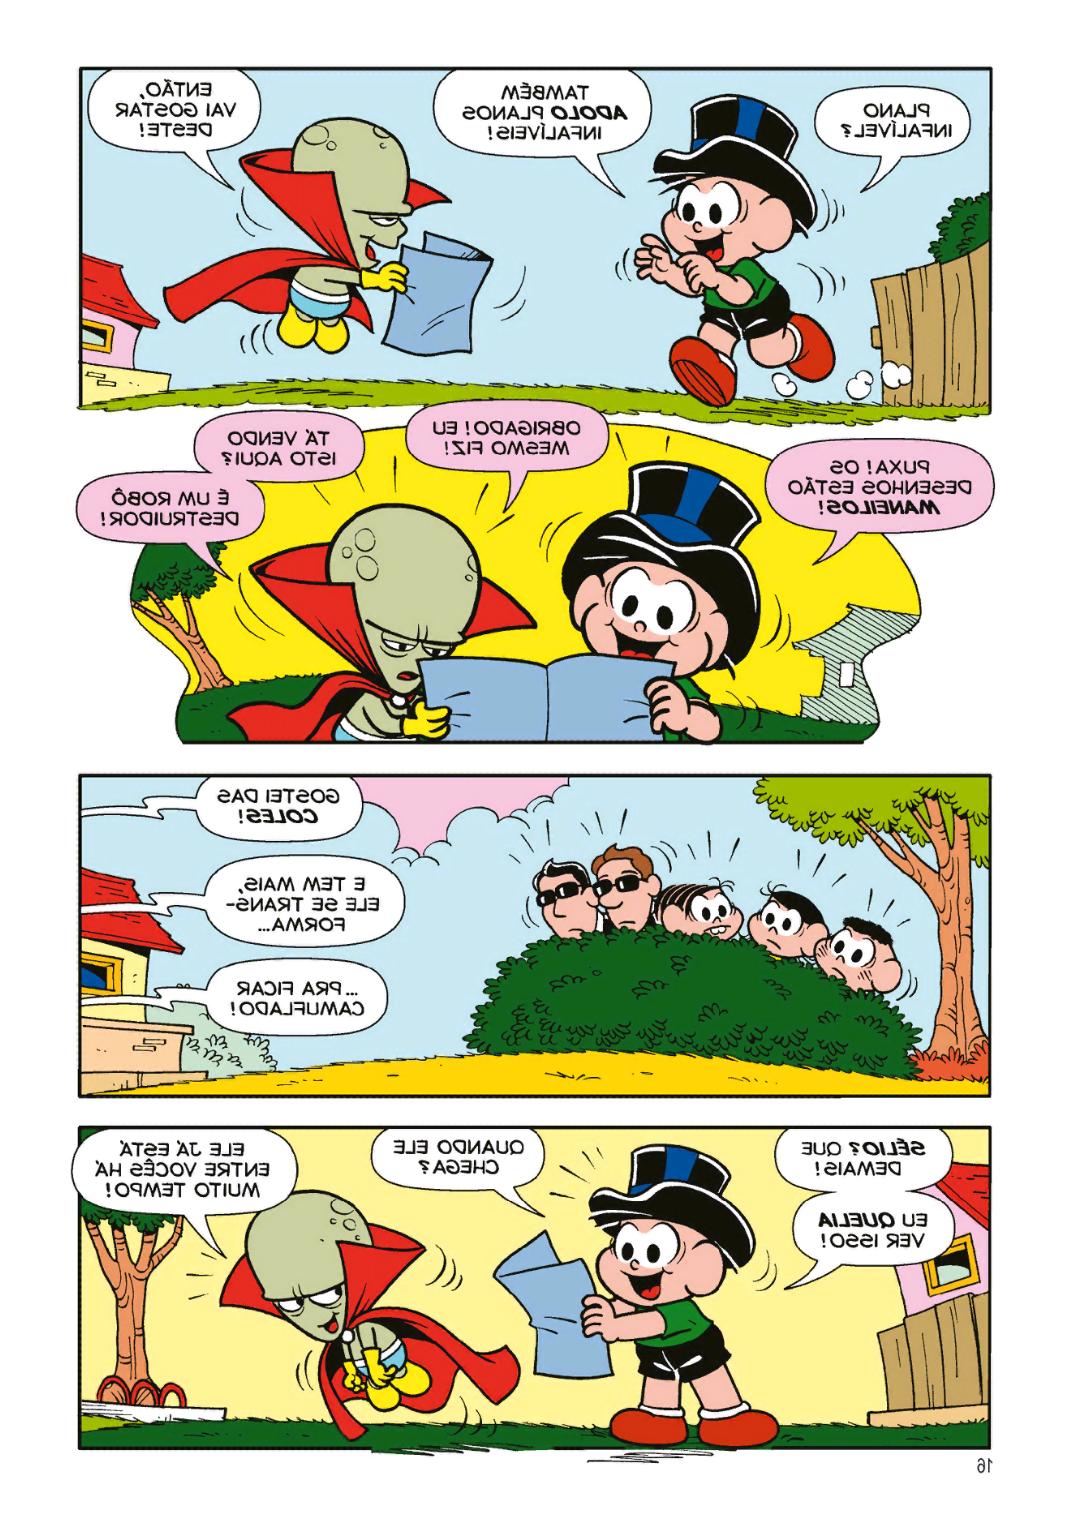 PLANO
INFALÍVEL?
TAMBÉM
ADOLO PLANOS
INFALÍVEIS!
ENTÃO,
VAI GOSTAR
DESTE!
PUXA! OS
DESENHOS ESTÃO
MANEILOS!
OBRIGADO! EU
MESMO FIZ!
TÁ VENDO
ISTO AQUI?
É UM ROBÔ
DESTRUIDOR!
GOSTEI DAS
COLES!
E TEM MAIS,
ELE SE TRANS-
FORMA...
... PRA FICAR
CAMUFLADO!
SÉLIO? QUE
DEMAIS!
EU QUELIA
VER ISSO!
QUANDO ELE
CHEGA?
ELE JÁ ESTÁ
ENTRE VOCÊS HÁ
MUITO TEMPO!
16